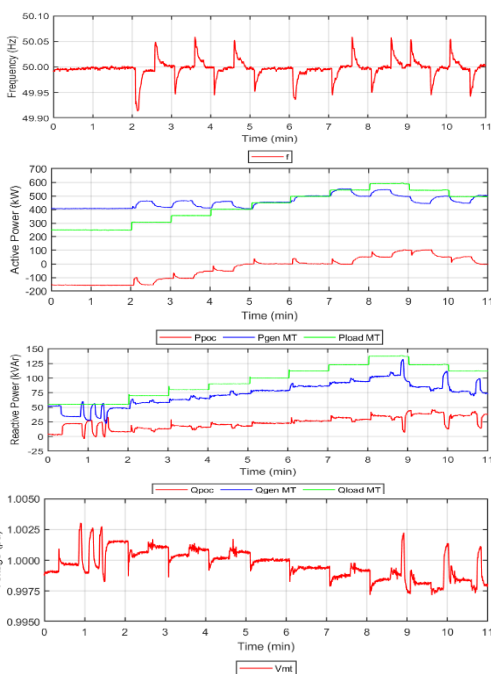 50.10
50.05
50.00
49.95
49.90
Frequency (Hz)
0 1 2 3 4 5 6 7 8 9 10 11
Time (min)
f
700
600
500
400
300
200
100
0
-100
-200
Active Power (kW)
0 1 2 3 4 5 6 7 8 9 10 11
Time (min)
Ppoc Pgen MT Pload MT
150
125
100
75
50
25
0
-25
Reactive Power (kVAr)
0 1 2 3 4 5 6 7 8 9 10 11
Time (min)
Qpoc Qgen MT Qload MT
1.0050
1.0025
1.0000
0.9975
0.9950
0 1 2 3 4 5 6 7 8 9 10 11
Time (min)
Vmt